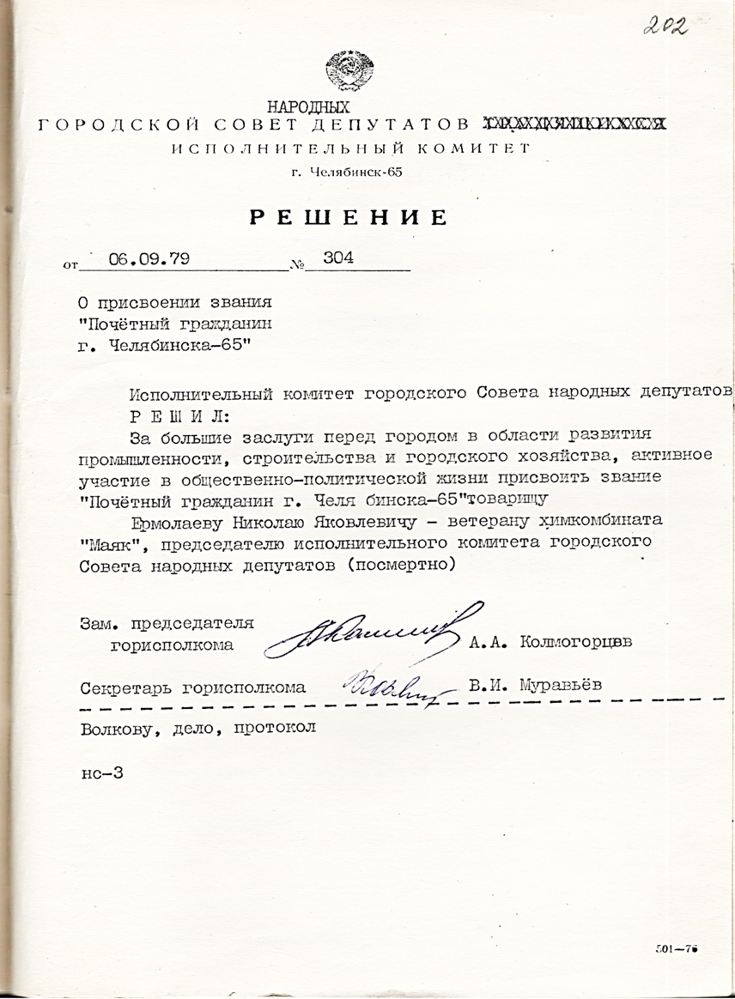 202
НАРОДНЫХ
ГОРОДСКОЙ СОВЕТ ДЕПУТАТОВ
ИСПОЛНИТЕЛЬНЫЙ КОМИТЕТ
г. Челябинск-65
РЕШЕНИЕ
от 06.09.79 № 304
О присвоении звания
"Почётный гражданин
г. Челябинска-65"
Исполнительный комитет городского Совета народных депутатов
Р Е Ш И Л:
За большие заслуги перед городом в области развития
промышленности, строительства и городского хозяйства, активное
участие в общественно-политической жизни присвоить звание
"Почётный гражданин г. Челя бинска-65"товарищу
Ермолаеву Николаю Яковлевичу - ветерану химкомбината
"Маяк", председателю исполнительного комитета городского
Совета народных депутатов (посмертно)
Зам. председателя
горисполкома А.А. Колмогорцев
Секретарь горисполкома В.И. Муравьёв
Волкову, дело, протокол
нс-3
501—76